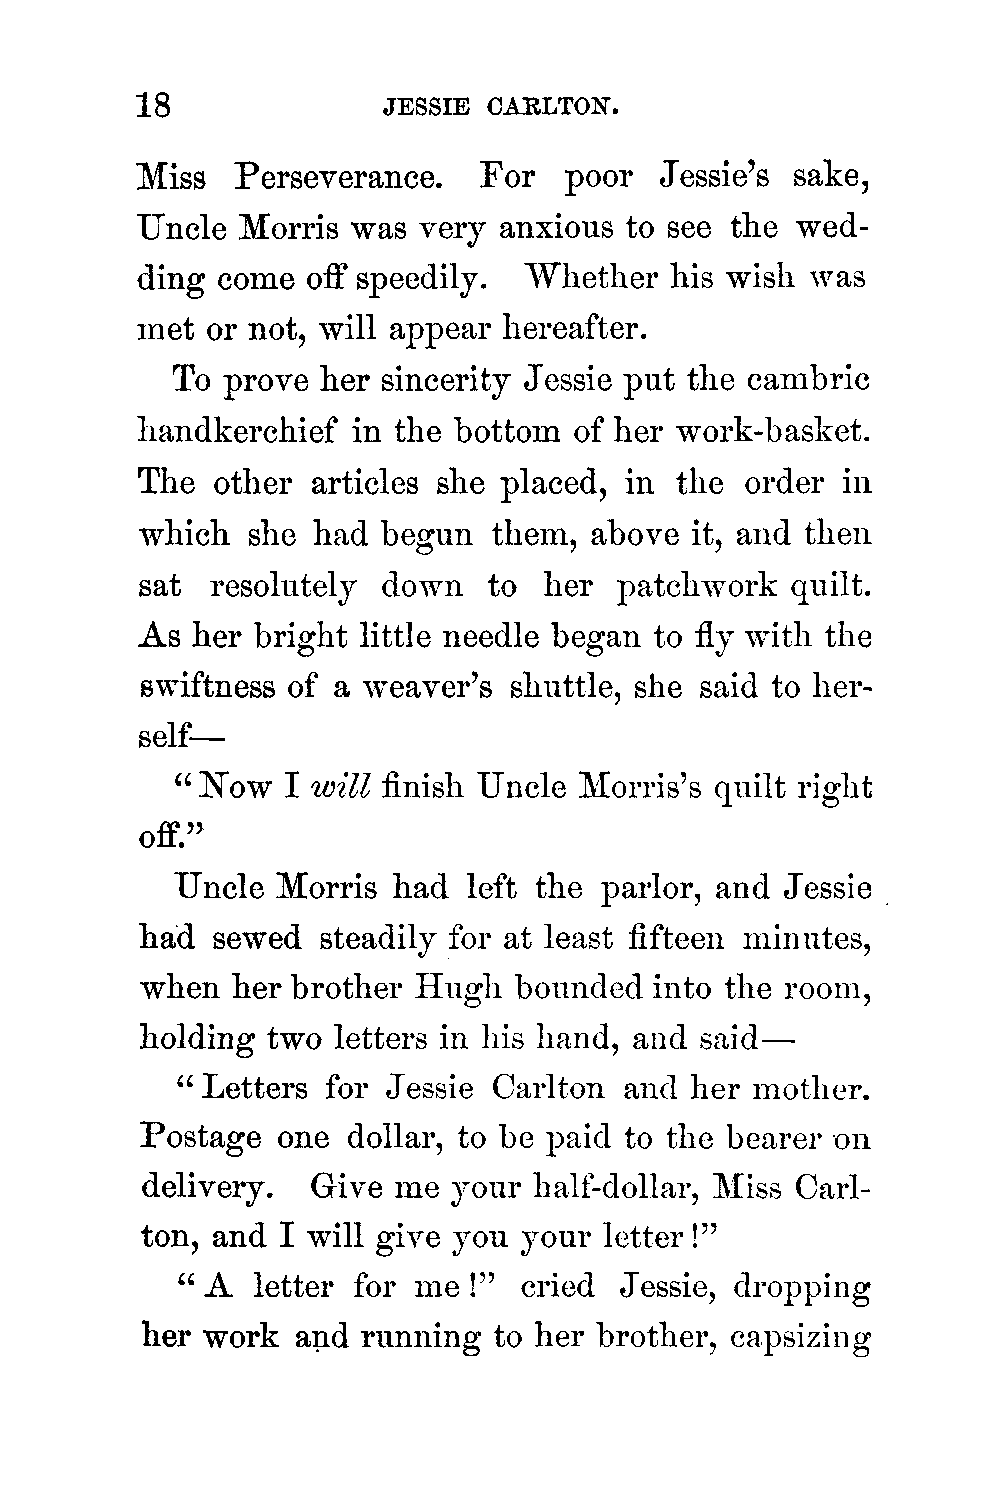 18 JESSIE CARLTON.
Miss Perseverance. For poor Jessie's sake,
Uncle Morris was very anxious to see the wed-
ding come off speedily. Whether his wish was
met or not, will appear hereafter.
To prove her sincerity Jessie put the cambric
handkerchief in the bottom of her work-basket.
The other articles she placed, in the order in
which she had begun them, above it, and then
sat resolutely down to her patchwork quilt.
As her bright little needle began to fly with the
swiftness of a weaver's shuttle, she said to her-
self—
"Now I will finish Uncle Morris's quilt right
off."
Uncle Morris had left the parlor, and Jessie
had sewed steadily for at least fifteen minutes,
when her brother Hugh bounded into the room,
holding two letters in his hand, and said—
"Letters for Jessie Carlton and her mother.
Postage one dollar, to be paid to the bearer on
delivery. Give me your half-dollar, Miss Carl-
ton, and I will give you your letter!"
"A letter for me!" cried Jessie, dropping
her work and running to her brother, capsizing